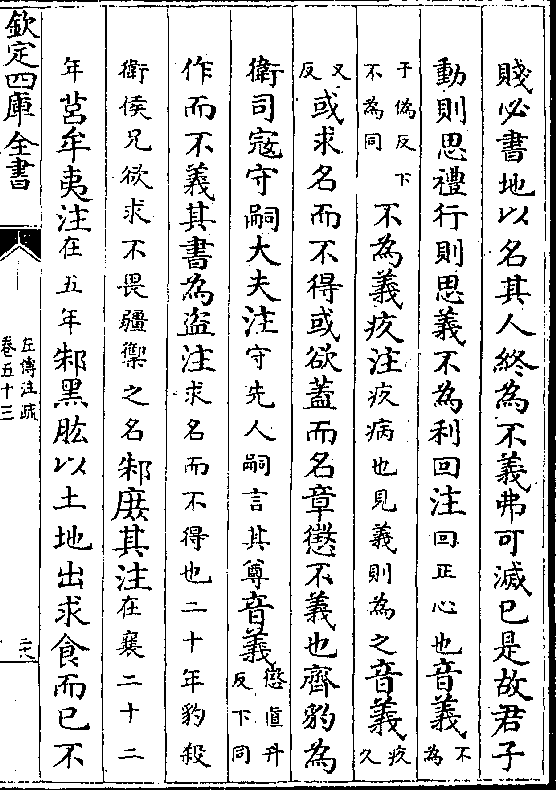 賤必書地以名其人終為不義弗可滅已是故君子
動則思禮行則思義不為利回注回正心也音義不為
于偽反下不為同不為義疚注疚病也見義則為之音義疚久
又反或求名而不得或欲蓋而名章懲不義也齊豹為
衛司寇守嗣大夫注守先人嗣言其尊音義懲直升反下同
作而不義其書為盜注求名而不得也二十年豹殺
衛侯兄欲求不畏彊禦之名邾庶其注在襄二十二
年莒牟夷注在五年邾黑肱以土地出求食而已不
欽定四庫全書
左傳注疏
卷五十三